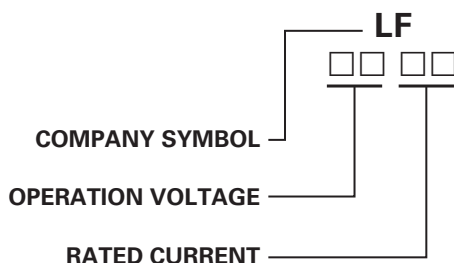 LF
□□ □□
COMPANY SYMBOL
OPERATION VOLTAGE
RATED CURRENT